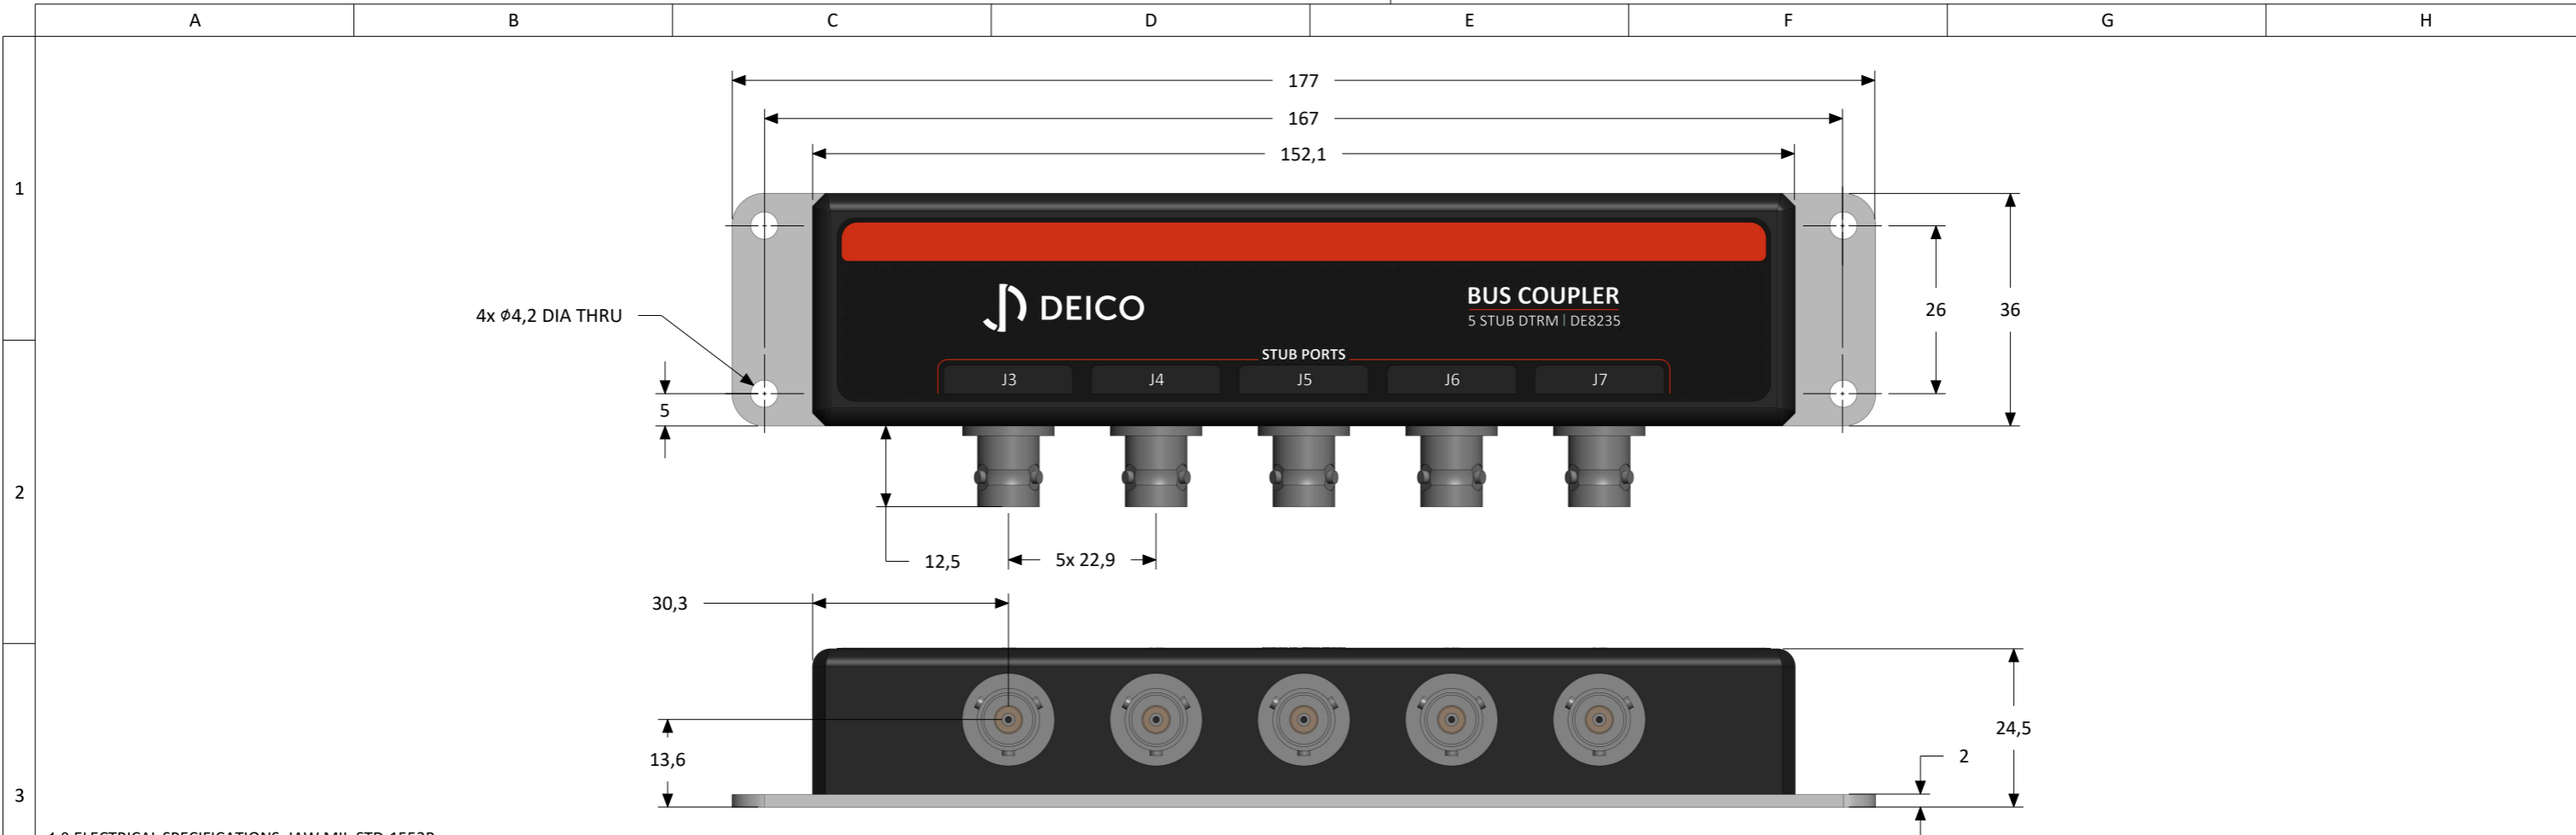 A B C D E F G H
177
167
152,1
1
4x ø4,2 DIA THRU
DEICO
BUS COUPLER
5 STUB DTRM | DE8235
26
36
STUB PORTS
J3 J4 J5 J6 J7
5
2
12,5
5x 22,9
30,3
13,6
24,5
2
3